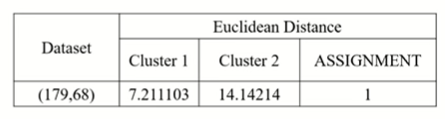 Dataset
Euclidean Distance
Cluster 1 Cluster 2 ASSIGNMENT
(179,68) 7.211103 14.14214 1